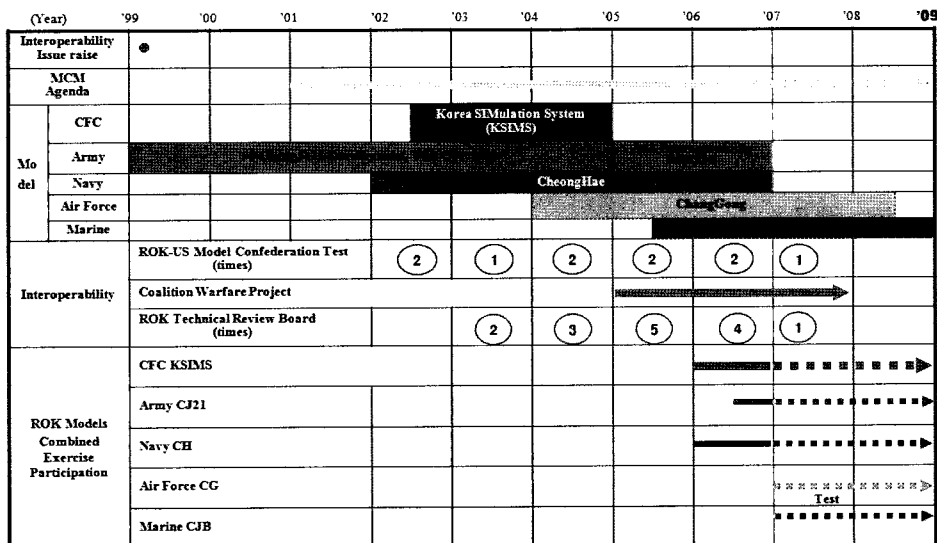 (Year) '99 '00 '01 '02 '03 '04 '05 '06 '07 '08 '09
Interoperability
Issue raise
MCM
Agenda
Mo
del
CFC
Korea SIMulation System
(KSIMS)
Army
Navy
CheongHae
Air Force
ChangGong
Marine
Interoperability
ROK-US Model Confederation Test
(times)
2 1 2 2 2 1
Coalition Warfare Project
ROK Technical Review Board
(times)
2 3 5 4 1
ROK Models
Combined
Exercise
Participation
CFC KSIMS
Army CJ21
Navy CH
Air Force CG
Test
Marine CJB